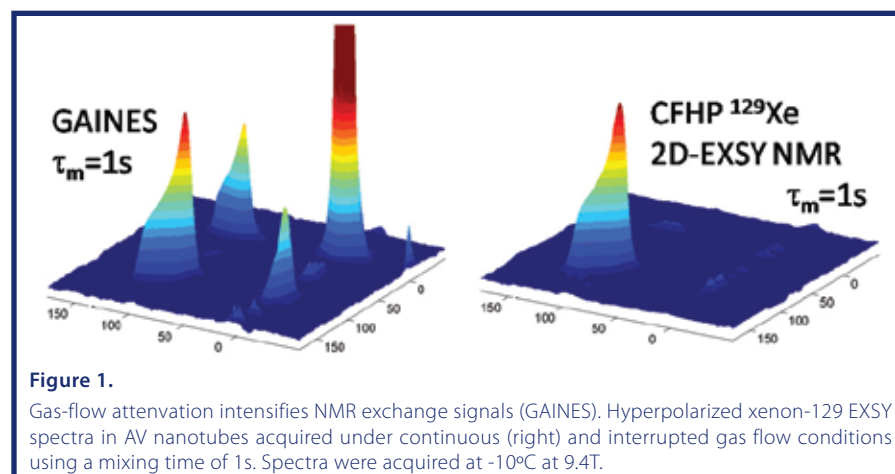 GAINES
τm=1s
CFHP ¹²⁹Xe
2D-EXSY NMR
τm=1s
150
100
50
0
150
100
50
0
150
100
50
0
150
100
50
0
Figure 1.
Gas-flow attenvation intensifies NMR exchange signals (GAINES). Hyperpolarized xenon-129 EXSY
spectra in AV nanotubes acquired under continuous (right) and interrupted gas flow conditions
using a mixing time of 1s. Spectra were acquired at -10ºC at 9.4T.